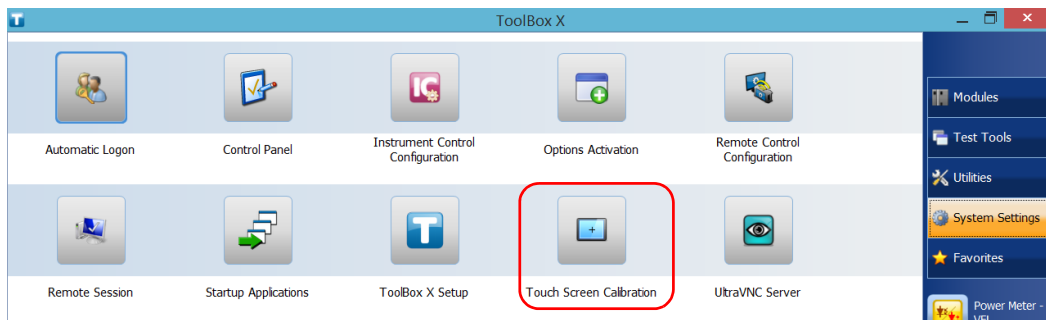 ToolBox X
Automatic Logon
Control Panel
Instrument Control
Configuration
Options Activation
Remote Control
Configuration
Remote Session
Startup Applications
ToolBox X Setup
Touch Screen Calibration
UltraVNC Server
Modules
Test Tools
Utilities
System Settings
Favorites
Power Meter -
VFL